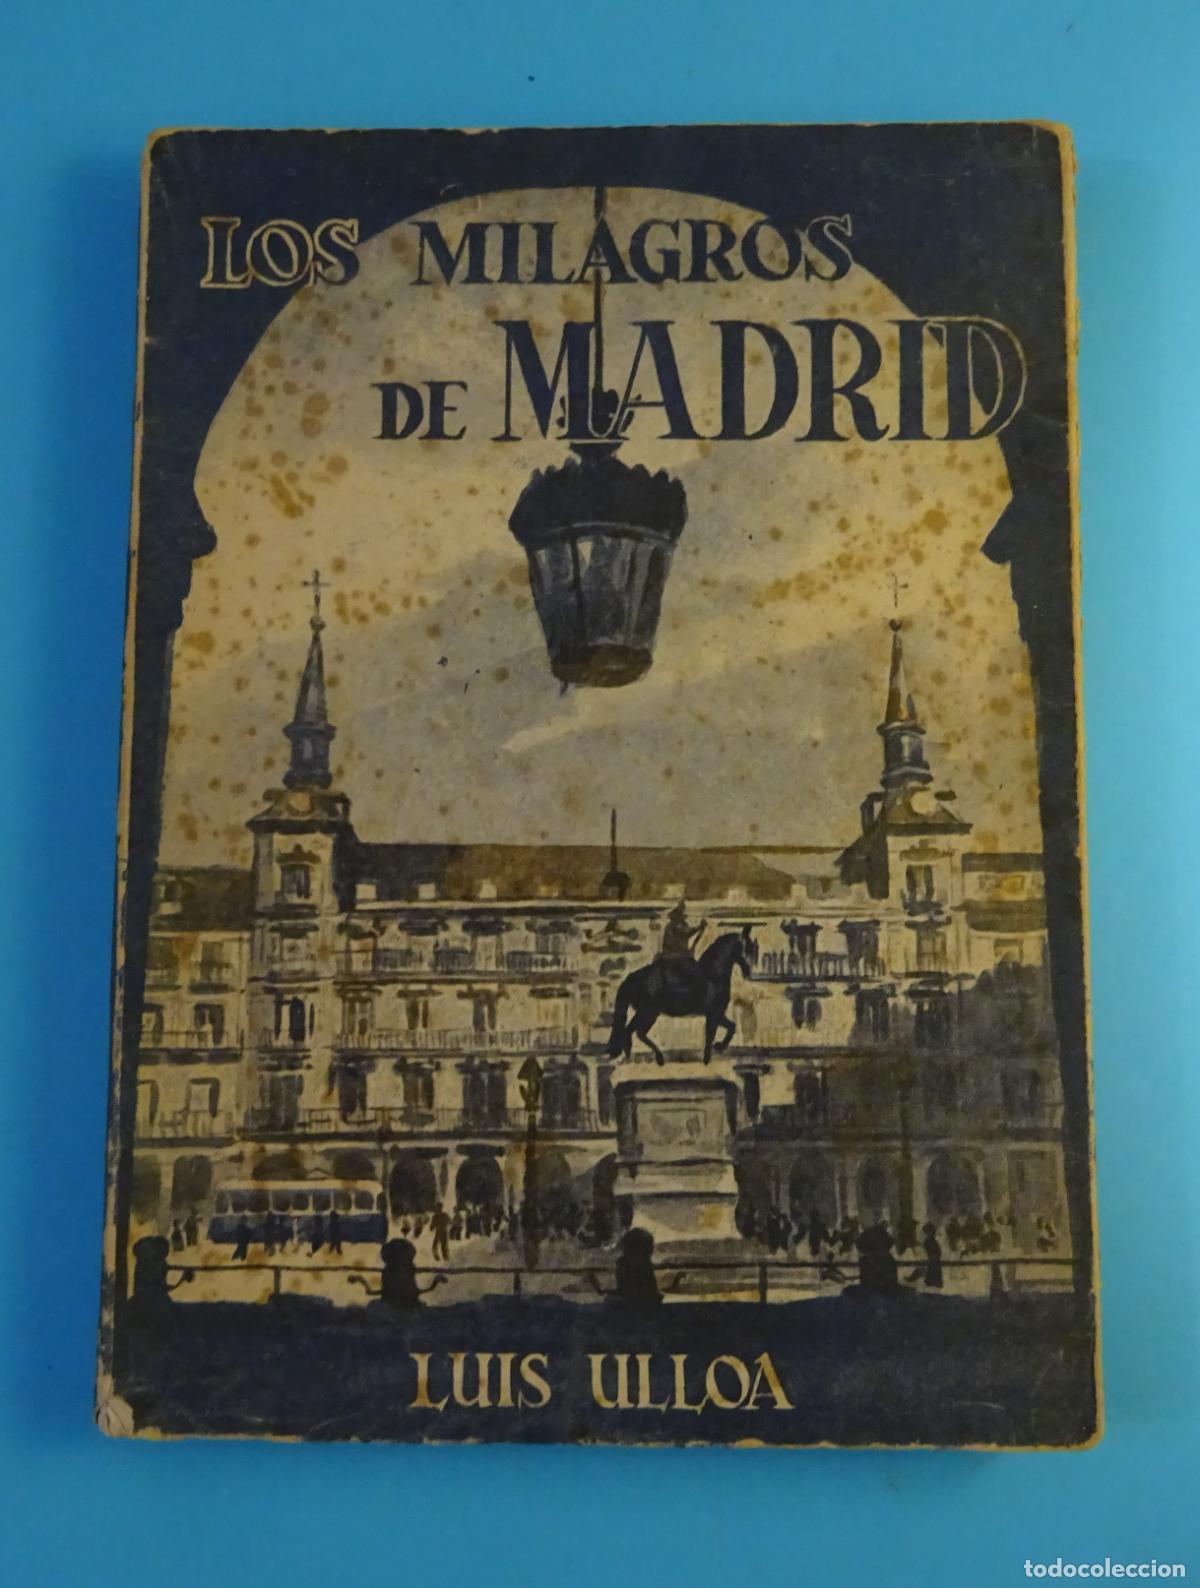 LOS MILAGROS
DE MADRID
LUIS ULLOA
todocoleccion